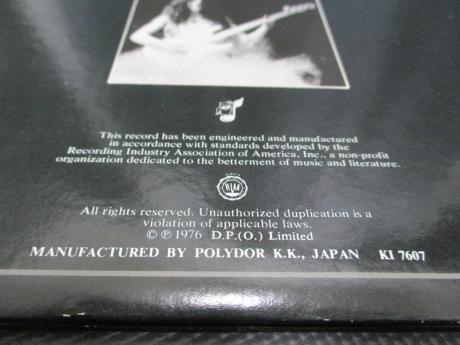 This record has been engineered and manufactured
in accordance with standards developed by the
Recording Industry Association of America, Inc., a non-profit
organization dedicated to the betterment of music and literature.
All rights reserved. Unauthorized duplication is a
violation of applicable laws.
© ℗ 1976 D.P.(O.) Limited
MANUFACTURED BY POLYDOR K.K., JAPAN KI 7607